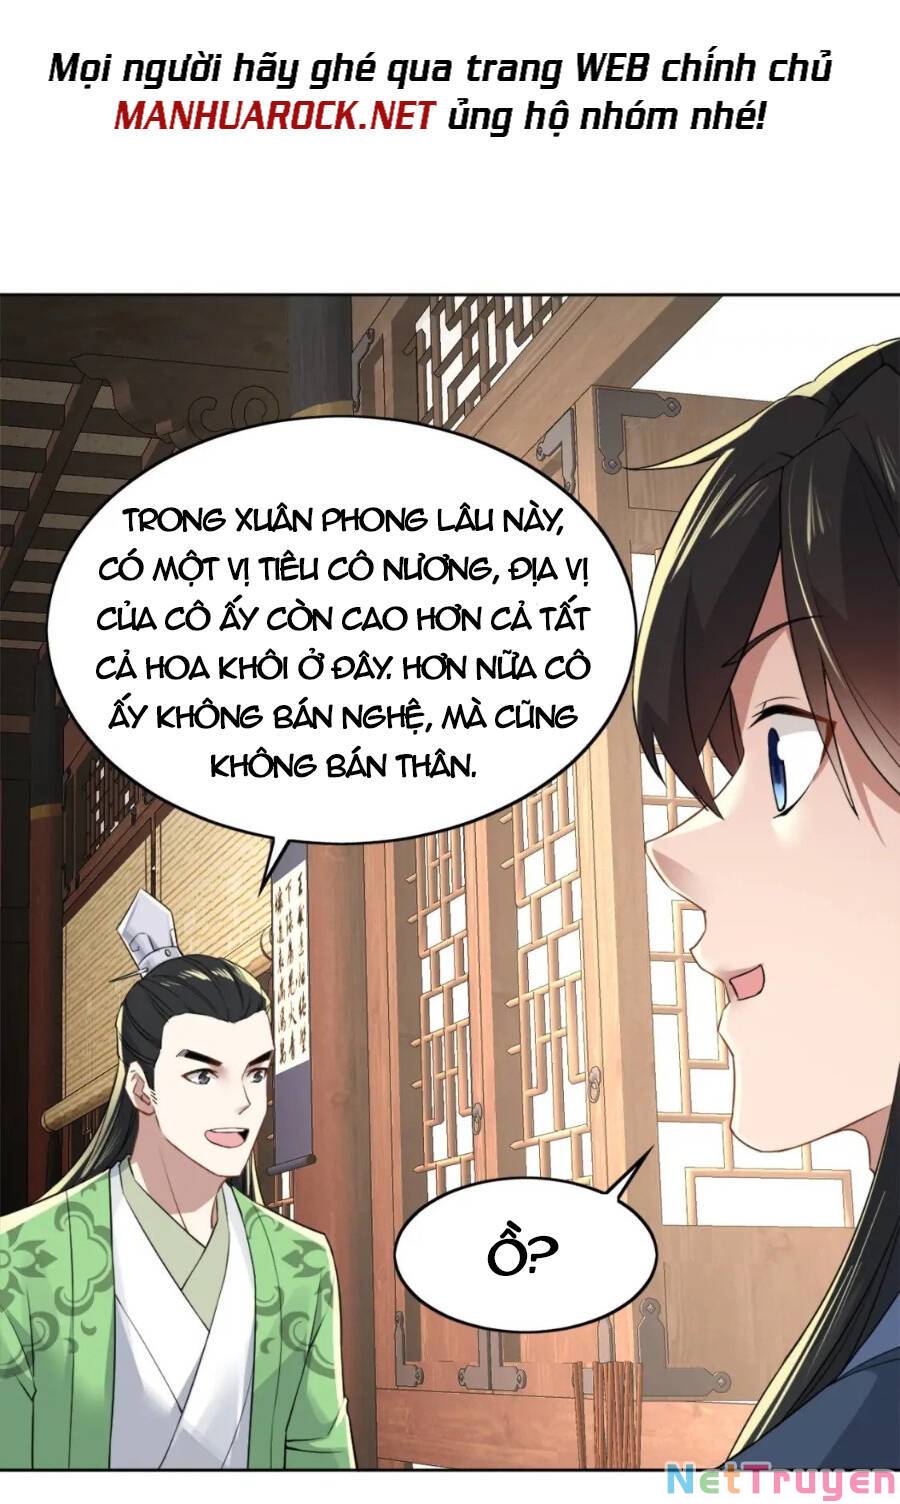 Mọi người hãy ghé qua trang WEB chính chủ
MANHUAROCK.NET ủng hộ nhóm nhé!
TRONG XUÂN PHONG LÂU NÀY,
CÓ MỘT VỊ TIÊU CÔ NƯƠNG, ĐỊA VỊ
CỦA CÔ ẤY CÒN CAO HƠN CẢ TẤT
CẢ HOA KHÔI Ở ĐÂY. HƠN NỮA CÔ
ẤY KHÔNG BÁN NGHỆ, MÀ CŨNG
KHÔNG BÁN THÂN.
Ồ?
NetTruyen